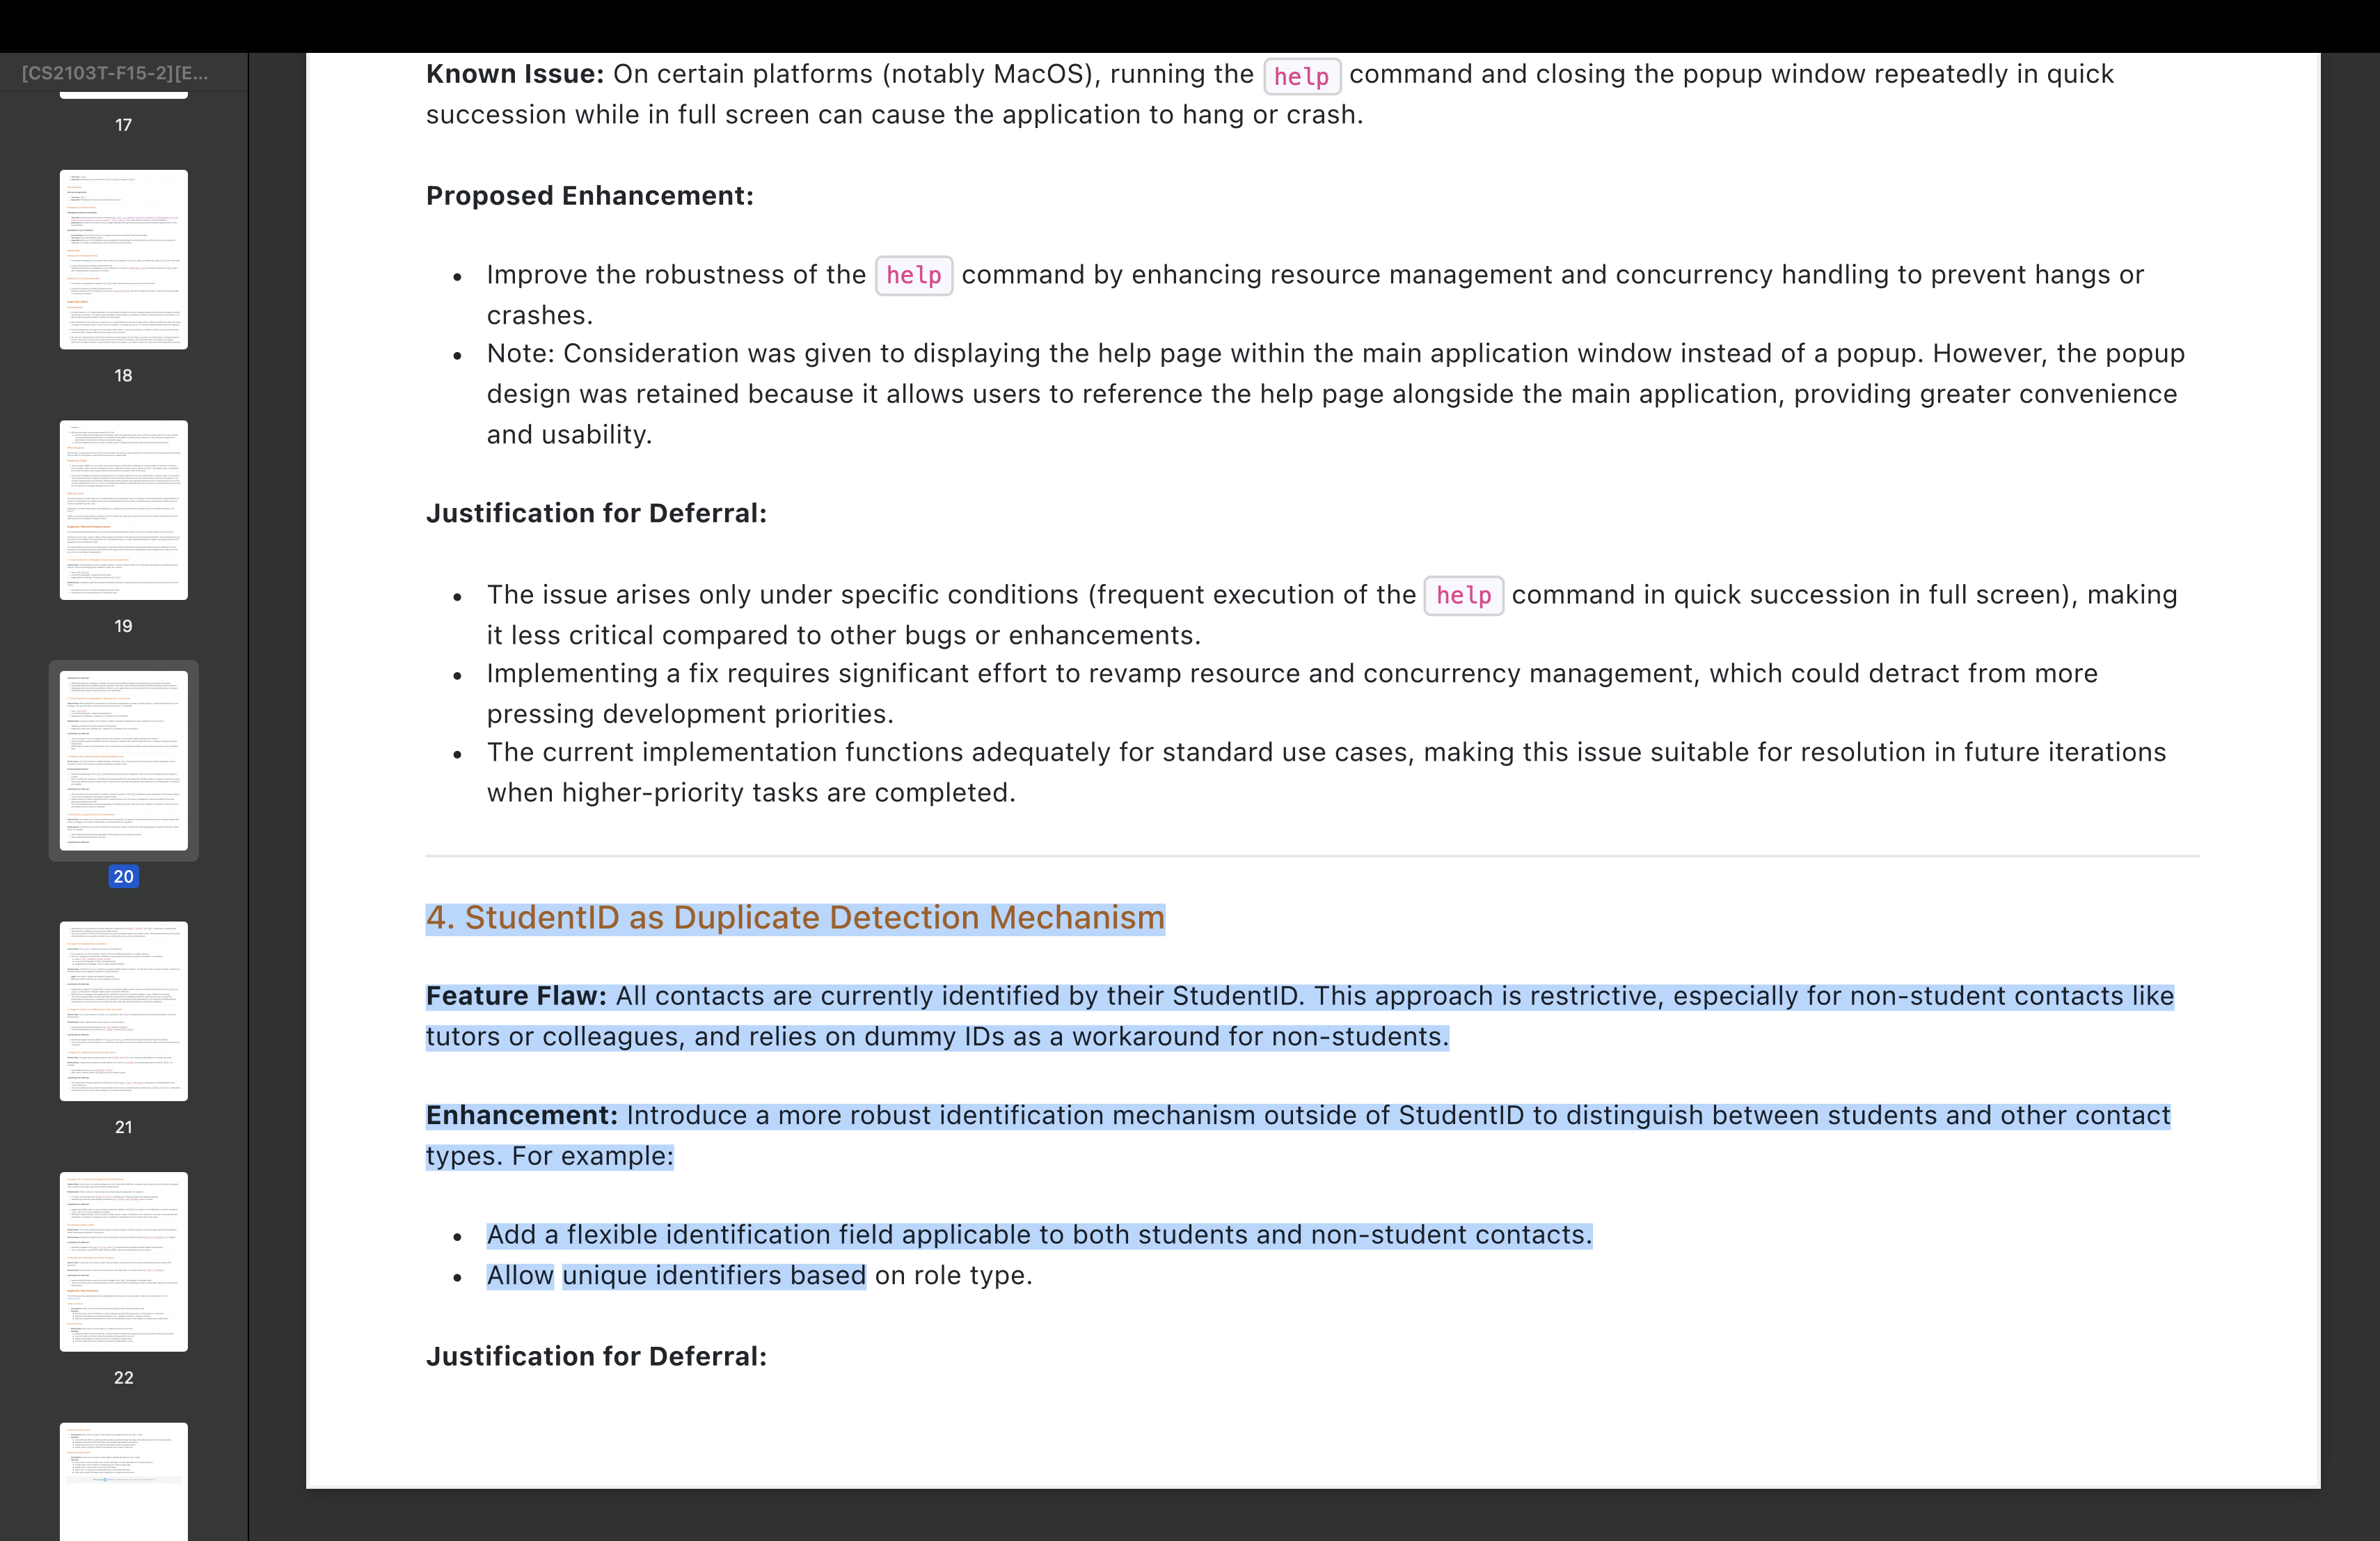 [CS2103T-F15-2][E...
17
18
19
20
21
22
Known Issue: On certain platforms (notably MacOS), running the help command and closing the popup window repeatedly in quick
succession while in full screen can cause the application to hang or crash.
Proposed Enhancement:
• Improve the robustness of the help command by enhancing resource management and concurrency handling to prevent hangs or
crashes.
• Note: Consideration was given to displaying the help page within the main application window instead of a popup. However, the popup
design was retained because it allows users to reference the help page alongside the main application, providing greater convenience
and usability.
Justification for Deferral:
• The issue arises only under specific conditions (frequent execution of the help command in quick succession in full screen), making
it less critical compared to other bugs or enhancements.
• Implementing a fix requires significant effort to revamp resource and concurrency management, which could detract from more
pressing development priorities.
• The current implementation functions adequately for standard use cases, making this issue suitable for resolution in future iterations
when higher-priority tasks are completed.
4. StudentID as Duplicate Detection Mechanism
Feature Flaw: All contacts are currently identified by their StudentID. This approach is restrictive, especially for non-student contacts like
tutors or colleagues, and relies on dummy IDs as a workaround for non-students.
Enhancement: Introduce a more robust identification mechanism outside of StudentID to distinguish between students and other contact
types. For example:
• Add a flexible identification field applicable to both students and non-student contacts.
• Allow unique identifiers based on role type.
Justification for Deferral: